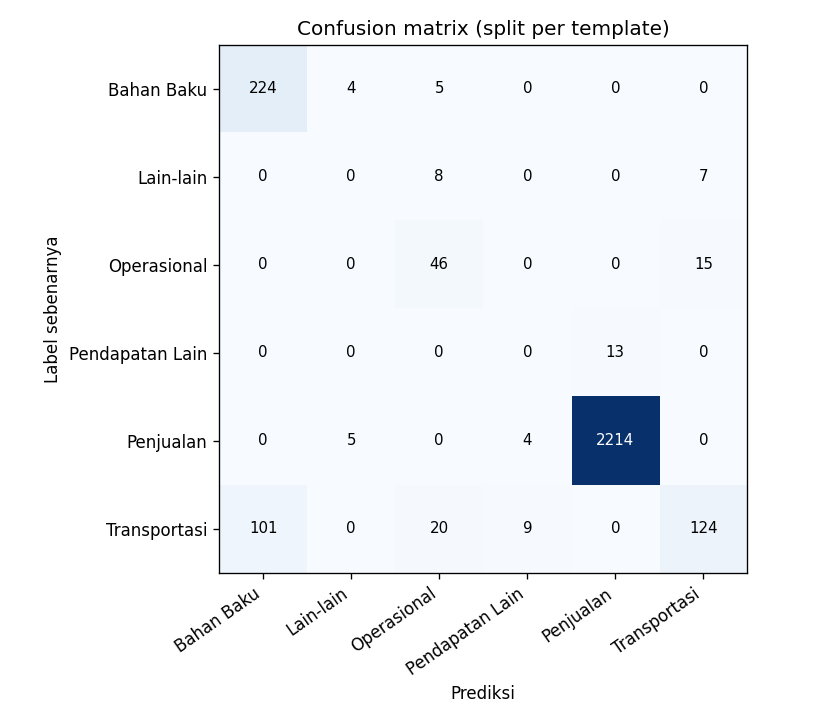 Confusion matrix (split per template)
Label sebenarnya
Bahan Baku 224 4 5 0 0 0
Lain-lain 0 0 8 0 0 7
Operasional 0 0 46 0 0 15
Pendapatan Lain 0 0 0 0 13 0
Penjualan 0 5 0 4 2214 0
Transportasi 101 0 20 9 0 124
Bahan Baku Lain-lain Operasional Pendapatan Lain Penjualan Transportasi
Prediksi